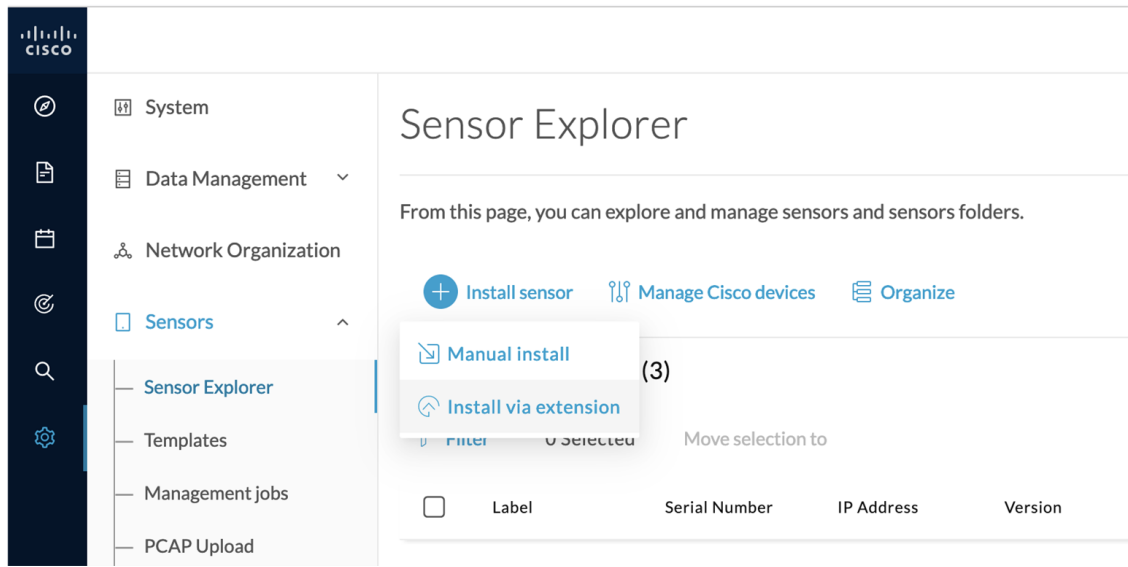 CISCO
System
Data Management
Network Organization
Sensors
Sensor Explorer
Templates
Management jobs
PCAP Upload
Sensor Explorer
From this page, you can explore and manage sensors and sensors folders.
Install sensor Manage Cisco devices Organize
Manual install
Install via extension
(3)
Filter 0 Selected Move selection to
Label Serial Number IP Address Version